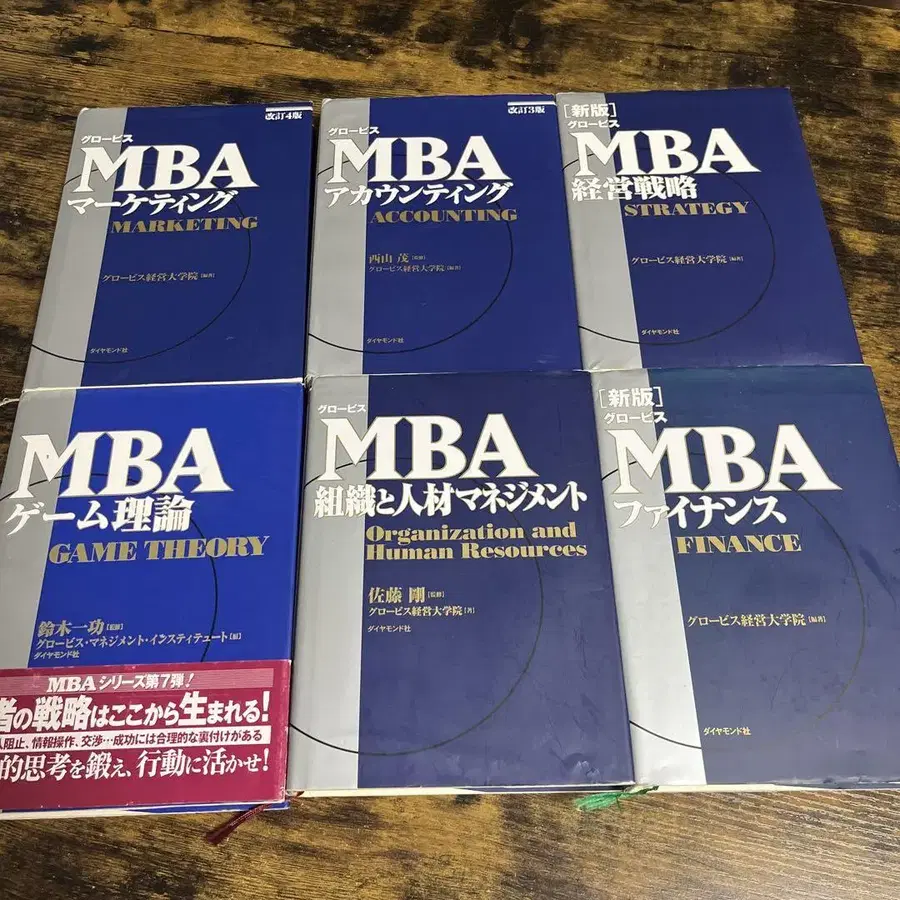 改訂4版
グロービス
MBA
マーケティング
MARKETING
グロービス経営大学院[編著]
ダイヤモンド社
改訂3版
グロービス
MBA
アカウンティング
ACCOUNTING
西山 茂[監修]
グロービス経営大学院[編著]
ダイヤモンド社
[新版]
グロービス
MBA
経営戦略
STRATEGY
グロービス経営大学院[編著]
ダイヤモンド社
MBA
ゲーム理論
GAME THEORY
鈴木一功[監修]
グロービス・マネジメント・インスティテュート[編]
ダイヤモンド社
MBAシリーズ第7弾!
者の戦略はここから生まれる!
阻止、情報操作、交渉…成功には合理的な裏付けがある
的思考を鍛え、行動に活かせ!
グロービス
MBA
組織と人材マネジメント
Organization and
Human Resources
佐藤 剛[監修]
グロービス経営大学院[著]
ダイヤモンド社
[新版]
グロービス
MBA
ファイナンス
FINANCE
グロービス経営大学院[編著]
ダイヤモンド社